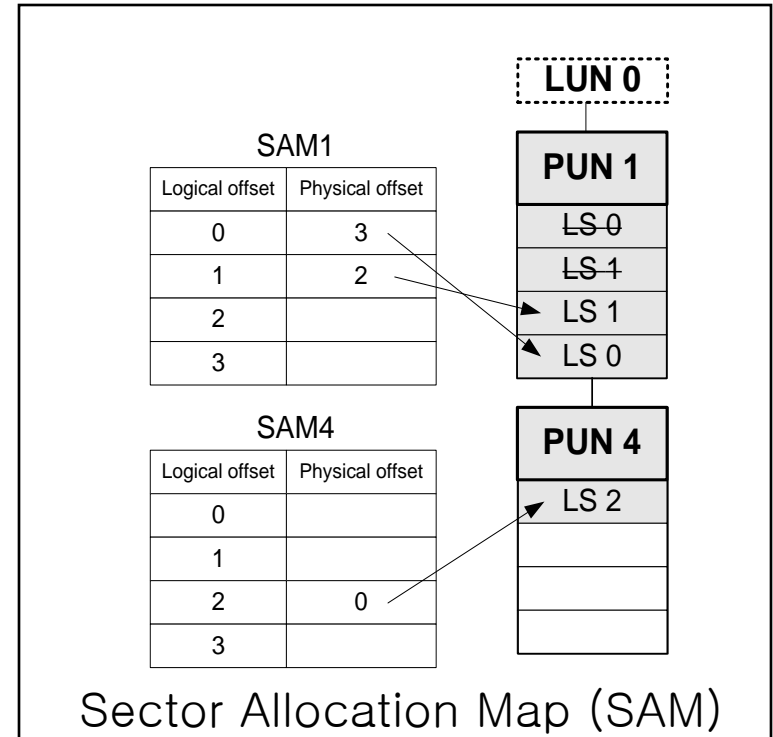 LUN 0
SAM1
Logical offset Physical offset
0 3
1 2
2
3
PUN 1
LS 0
LS 1
LS 1
LS 0
SAM4
Logical offset Physical offset
0
1
2 0
3
PUN 4
LS 2
Sector Allocation Map (SAM)